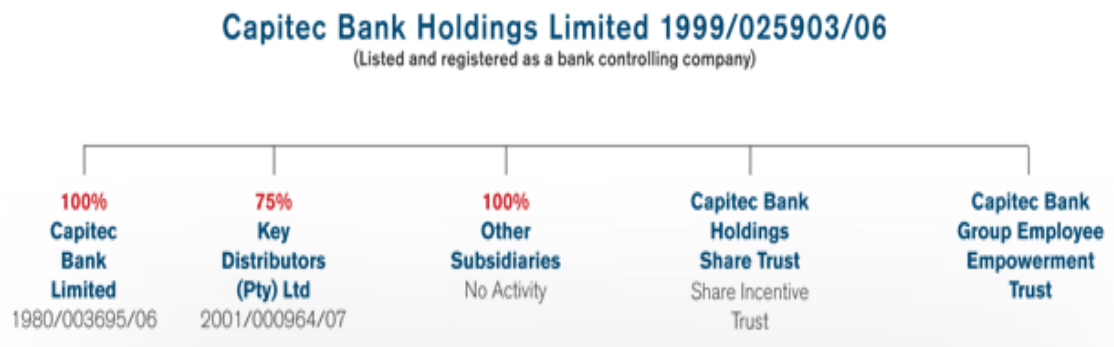 Capitec Bank Holdings Limited 1999/025903/06
(Listed and registered as a bank controlling company)
100%
Capitec
Bank
Limited
1980/003695/06
75%
Key
Distributors
(Pty) Ltd
2001/000964/07
100%
Other
Subsidiaries
No Activity
Capitec Bank
Holdings
Share Trust
Share Incentive
Trust
Capitec Bank
Group Employee
Empowerment
Trust